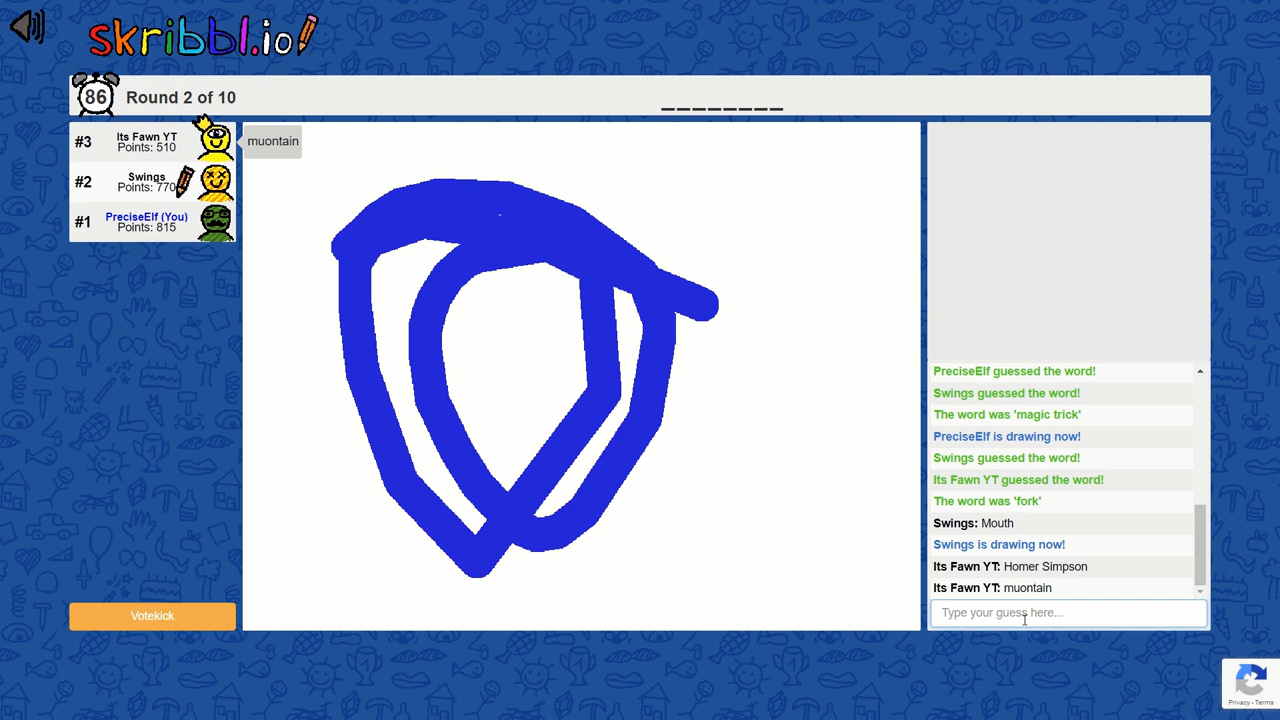 skribbl.io
86
Round 2 of 10
________
#3
Its Fawn YT
Points: 510
muontain
#2
Swings
Points: 770
#1
PreciseElf (You)
Points: 815
PreciseElf guessed the word!
Swings guessed the word!
The word was 'magic trick'
PreciseElf is drawing now!
Swings guessed the word!
Its Fawn YT guessed the word!
The word was 'fork'
Swings: Mouth
Swings is drawing now!
Its Fawn YT: Homer Simpson
Its Fawn YT: muontain
Type your guess here...
Votekick
Privacy - Terms